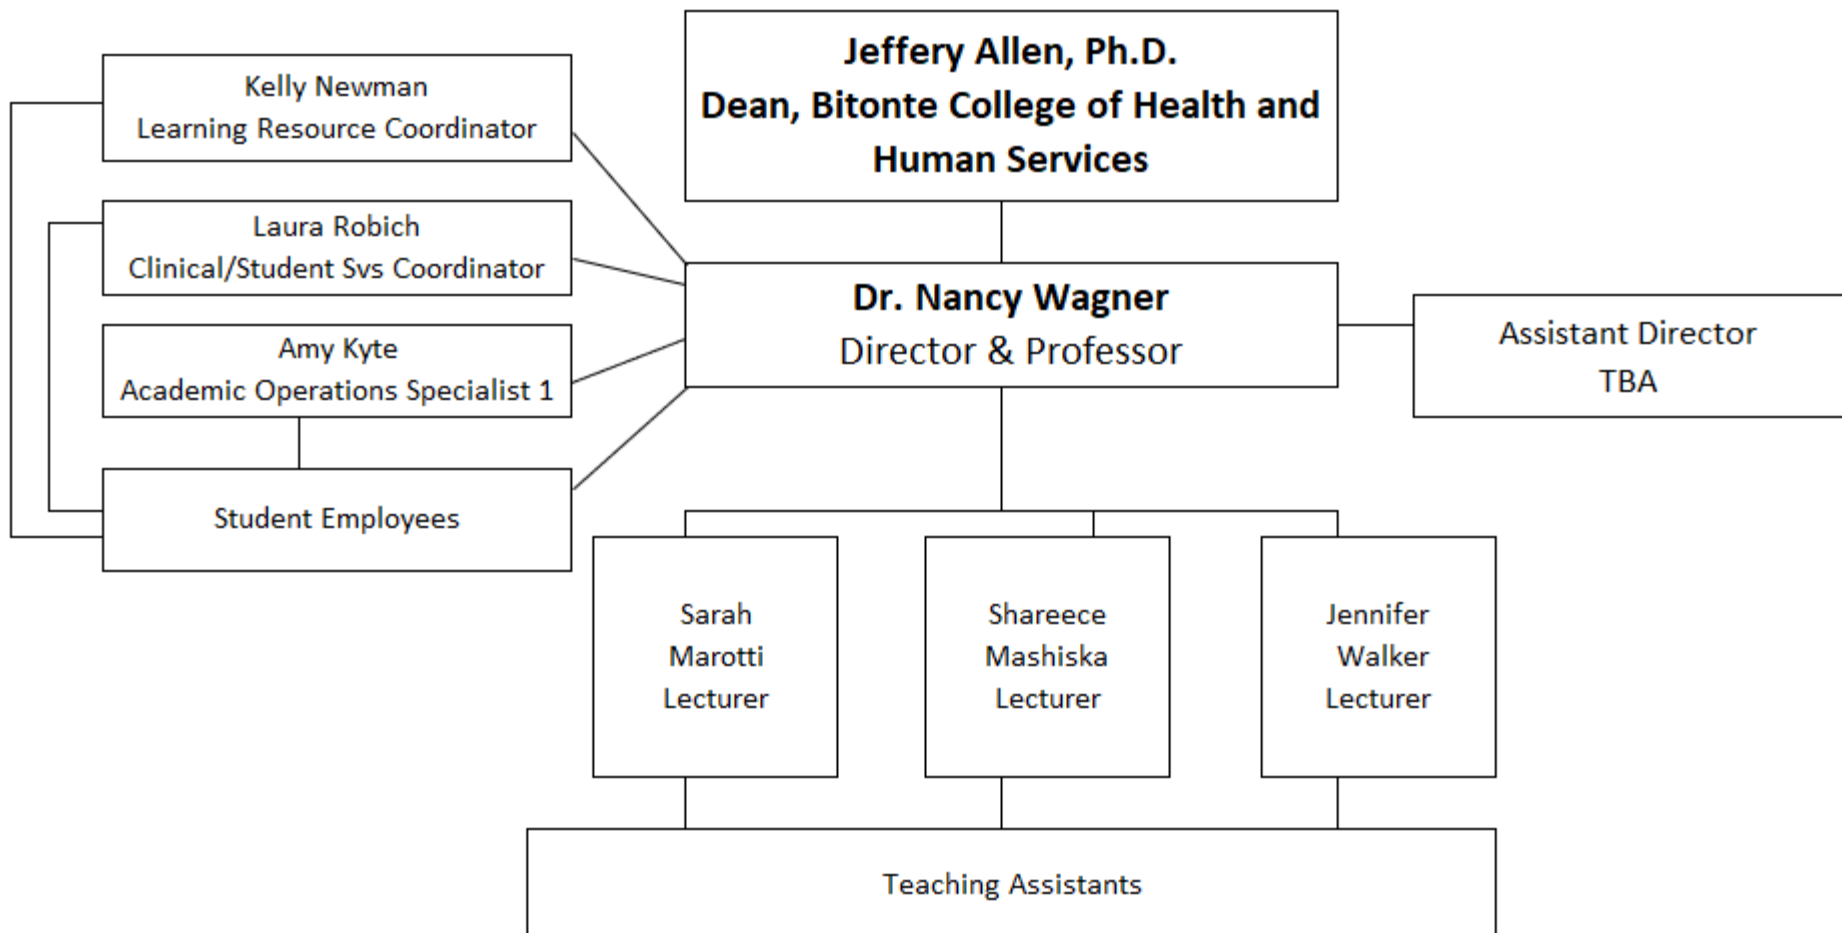 Jeffery Allen, Ph.D.
Dean, Bitonte College of Health and
Human Services
Kelly Newman
Learning Resource Coordinator
Laura Robich
Clinical/Student Svs Coordinator
Amy Kyte
Academic Operations Specialist 1
Student Employees
Dr. Nancy Wagner
Director & Professor
Assistant Director
TBA
Sarah
Marotti
Lecturer
Shareece
Mashiska
Lecturer
Jennifer
Walker
Lecturer
Teaching Assistants